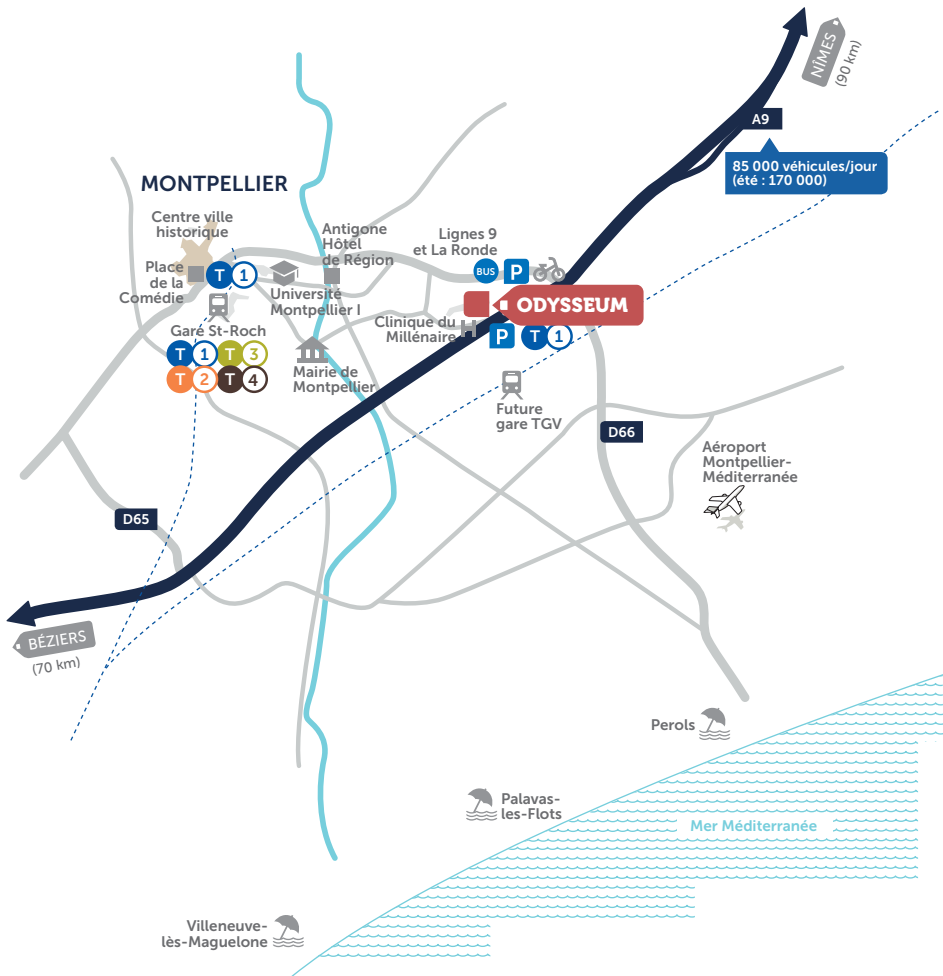 NÎMES
(90 km)
A9
85 000 véhicules/jour
(été : 170 000)
MONTPELLIER
Centre ville
historique
Antigone
Hôtel
de Région
Lignes 9
et La Ronde
BUS
P
Place
de la
Comédie
T 1
Université
Montpellier I
ODYSSEUM
Clinique du
Millénaire
H
P
T 1
Gare St-Roch
T 1 T 3
T 2 T 4
Mairie de
Montpellier
Future
gare TGV
D66
Aéroport
Montpellier-
Méditerranée
D65
BÉZIERS
(70 km)
Perols
Palavas-
les-Flots
Mer Méditerranée
Villeneuve-
lès-Maguelone